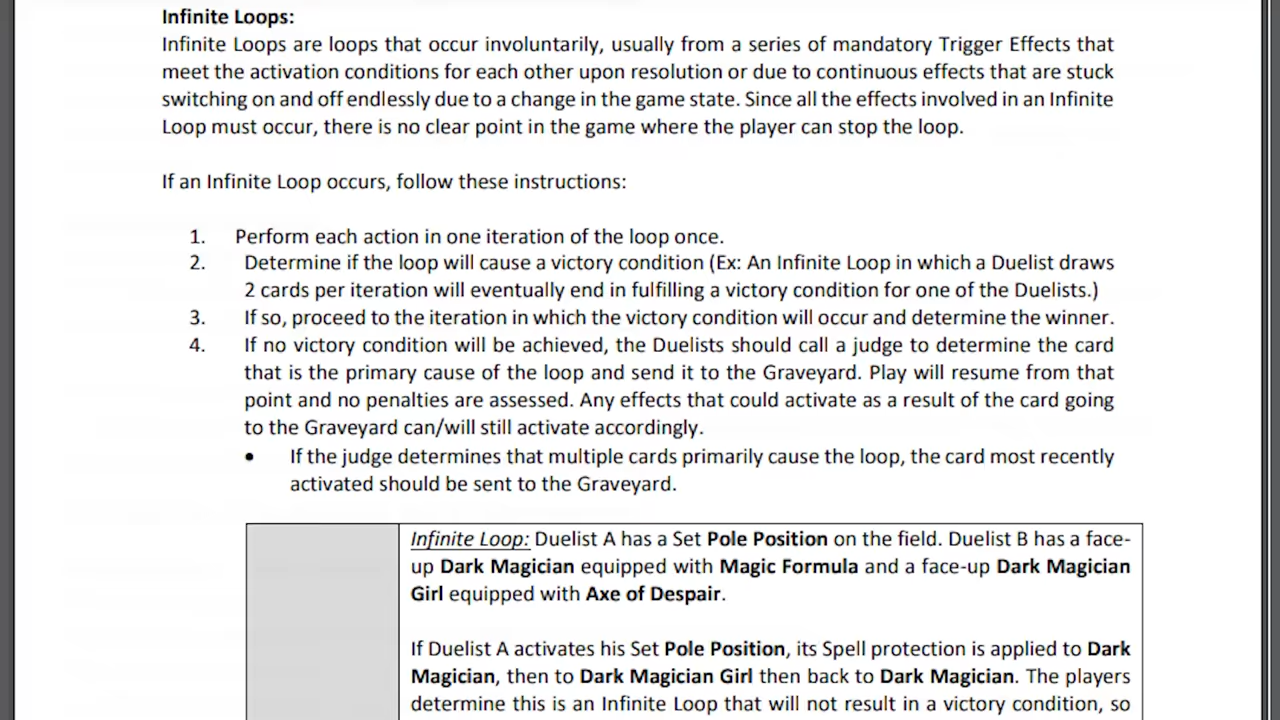 Infinite Loops:
Infinite Loops are loops that occur involuntarily, usually from a series of mandatory Trigger Effects that
meet the activation conditions for each other upon resolution or due to continuous effects that are stuck
switching on and off endlessly due to a change in the game state. Since all the effects involved in an Infinite
Loop must occur, there is no clear point in the game where the player can stop the loop.
If an Infinite Loop occurs, follow these instructions:
1. Perform each action in one iteration of the loop once.
2. Determine if the loop will cause a victory condition (Ex: An Infinite Loop in which a Duelist draws
2 cards per iteration will eventually end in fulfilling a victory condition for one of the Duelists.)
3. If so, proceed to the iteration in which the victory condition will occur and determine the winner.
4. If no victory condition will be achieved, the Duelists should call a judge to determine the card
that is the primary cause of the loop and send it to the Graveyard. Play will resume from that
point and no penalties are assessed. Any effects that could activate as a result of the card going
to the Graveyard can/will still activate accordingly.
• If the judge determines that multiple cards primarily cause the loop, the card most recently
activated should be sent to the Graveyard.
Infinite Loop: Duelist A has a Set Pole Position on the field. Duelist B has a face-
up Dark Magician equipped with Magic Formula and a face-up Dark Magician
Girl equipped with Axe of Despair.
If Duelist A activates his Set Pole Position, its Spell protection is applied to Dark
Magician, then to Dark Magician Girl then back to Dark Magician. The players
determine this is an Infinite Loop that will not result in a victory condition, so